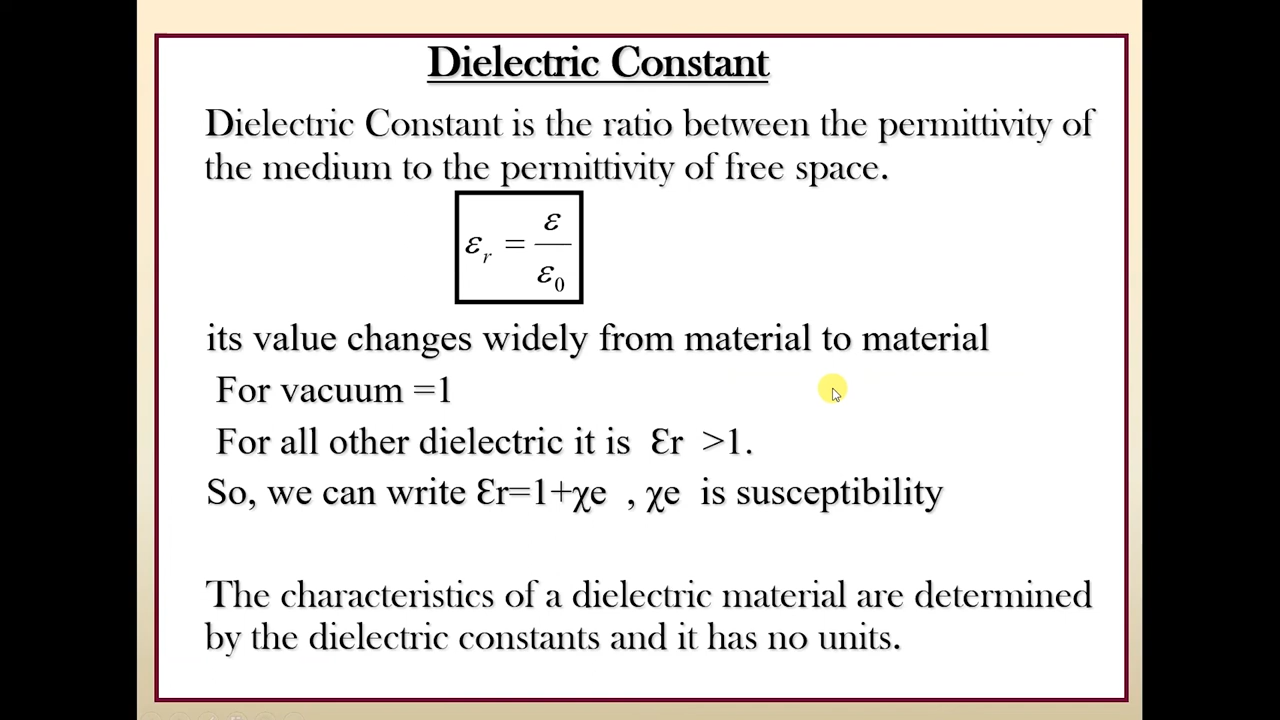 Dielectric Constant
Dielectric Constant is the ratio between the permittivity of
the medium to the permittivity of free space.
εr = ε/ε0
its value changes widely from material to material
For vacuum =1
For all other dielectric it is Ɛr >1.
So, we can write Ɛr=1+χe , χe is susceptibility
The characteristics of a dielectric material are determined
by the dielectric constants and it has no units.